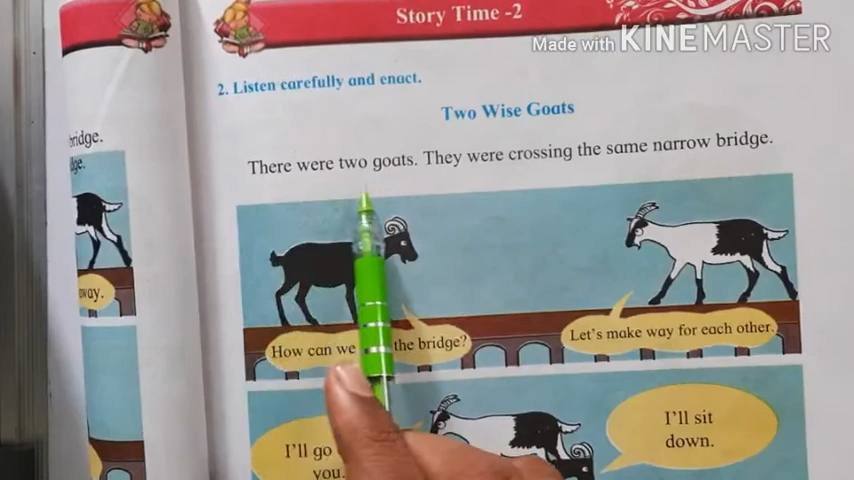 Story Time -2
Made with KINEMASTER
2. Listen carefully and enact.
Two Wise Goats
bridge.
dge.
There were two goats. They were crossing the same narrow bridge.
way.
How can we the bridge?
Let's make way for each other.
I'll go
you.
I'll sit
down.